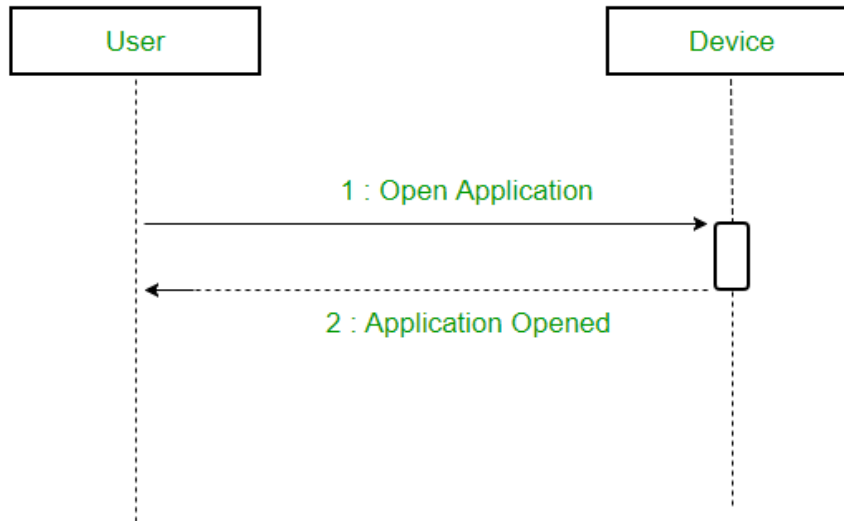 User
Device
1 : Open Application
2 : Application Opened